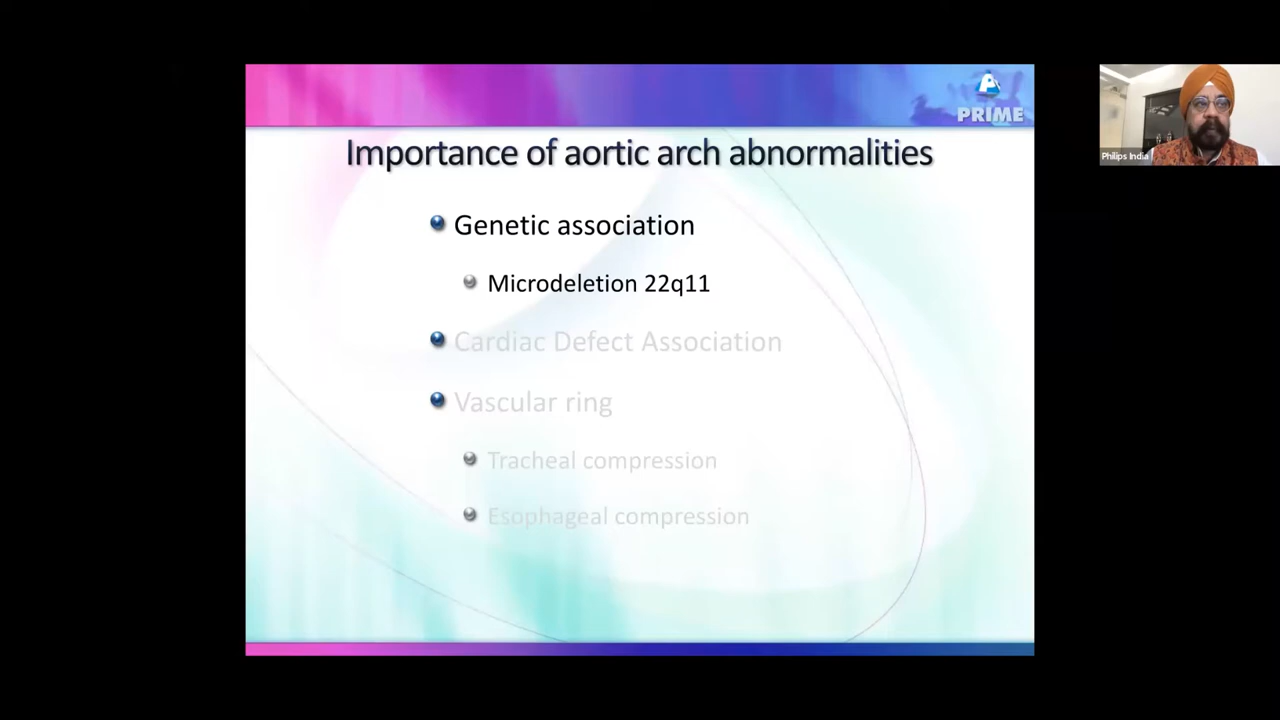 PRIME
Importance of aortic arch abnormalities
Genetic association
Microdeletion 22q11
Cardiac Defect Association
Vascular ring
Tracheal compression
Esophageal compression
Philips India